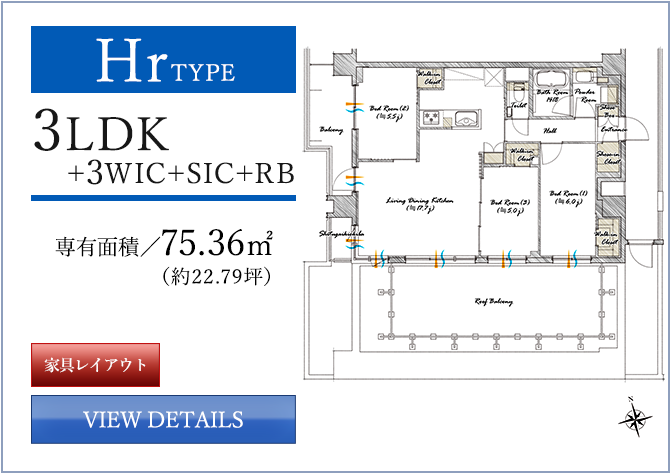 Hr TYPE
3LDK
+3WIC+SIC+RB
専有面積／75.36㎡
（約22.79坪）
家具レイアウト
VIEW DETAILS
Walk-in
Closet
Bed Room (2)
(約5.5j)
Balcony
Toilet
Bath Room
1418
Powder
Room
Shoes
Box
Hall
Entrance
Walk-in
Closet
Shoes-in
Closet
Living Dining Kitchen
(約17.7j)
Bed Room (3)
(約5.0j)
Bed Room (1)
(約6.0j)
Walk-in
Closet
Roof Balcony